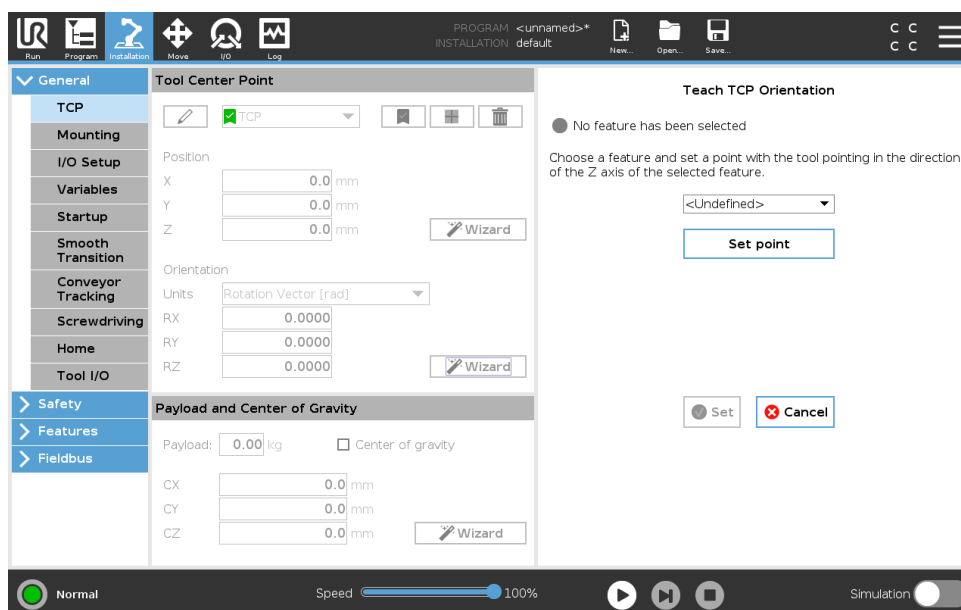 PROGRAM <unnamed>*
INSTALLATION default
UR
Run
Program
Installation
Move
I/O
Log
New...
Open...
Save...
C C
C C
General
TCP
Mounting
I/O Setup
Variables
Startup
Smooth
Transition
Conveyor
Tracking
Screwdriving
Home
Tool I/O
Safety
Features
Fieldbus
Tool Center Point
TCP
Position
X 0.0 mm
Y 0.0 mm
Z 0.0 mm
Wizard
Orientation
Units Rotation Vector [rad]
RX 0.0000
RY 0.0000
RZ 0.0000
Wizard
Payload and Center of Gravity
Payload: 0.00 kg
Center of gravity
CX 0.0 mm
CY 0.0 mm
CZ 0.0 mm
Wizard
Teach TCP Orientation
No feature has been selected
Choose a feature and set a point with the tool pointing in the direction
of the Z axis of the selected feature.
<Undefined>
Set point
Set
Cancel
Normal
Speed 100%
Simulation